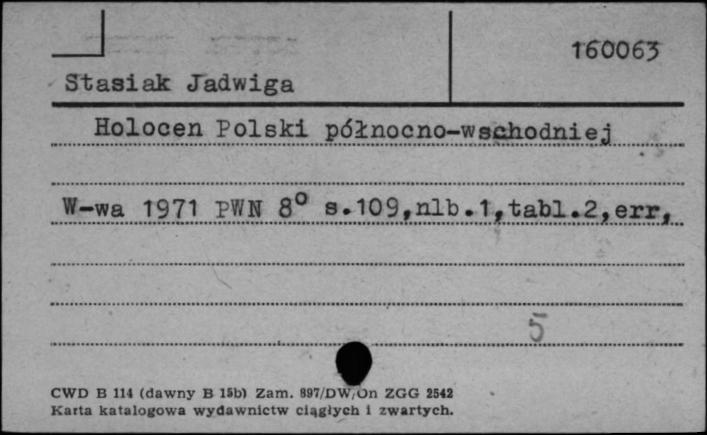 160063
Stasiak Jadwiga
Holocen Polski północno-wschodniej
W-wa 1971 PWN 8° s.109,nlb.1,tabl.2,err,
5
CWD B 114 (dawny B 15b) Zam. 897/DW/On ZGG 2542
Karta katalogowa wydawnictw ciągłych i zwartych.